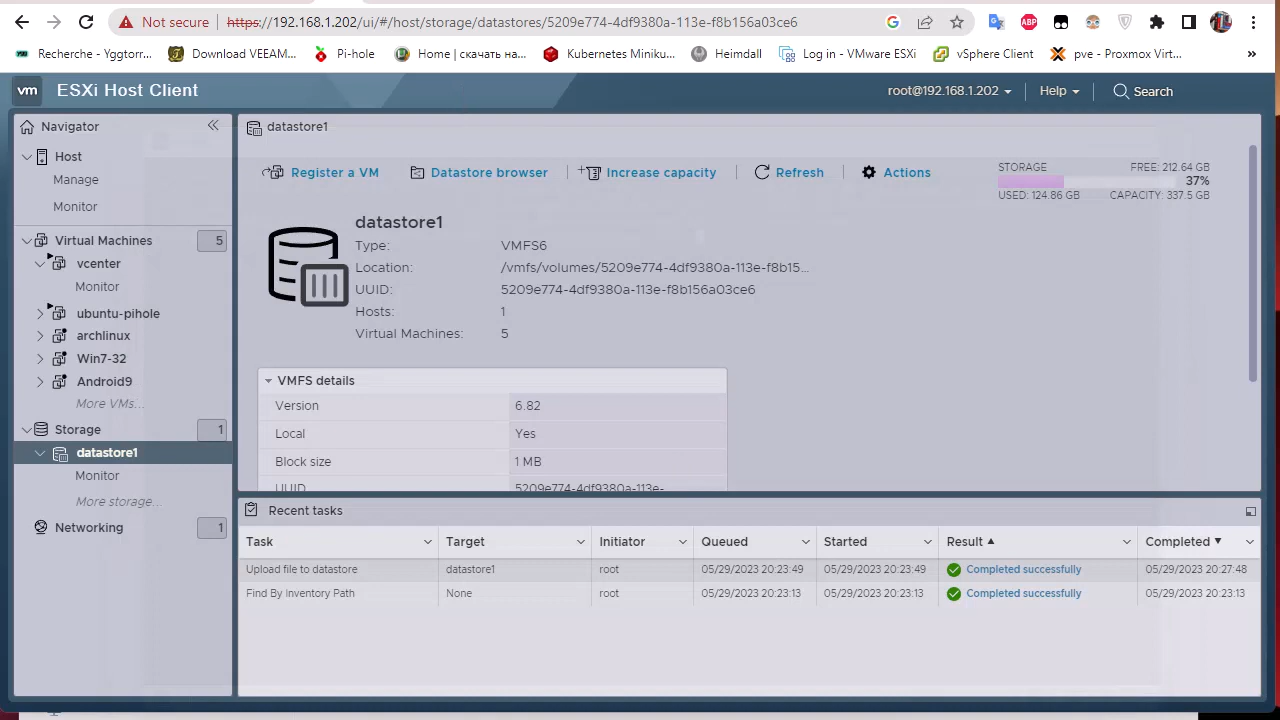 Not secure https://192.168.1.202/ui/#/host/storage/datastores/5209e774-4df9380a-113e-f8b156a03ce6
Recherche - Yggtorr... Download VEEAM... Pi-hole Home | скачать на... Kubernetes Miniku... Heimdall Log in - VMware ESXi vSphere Client pve - Proxmox Virt... »
vm ESXi Host Client root@192.168.1.202 Help Search
Navigator
Host
Manage
Monitor
Virtual Machines 5
vcenter
Monitor
ubuntu-pihole
archlinux
Win7-32
Android9
More VMs...
Storage 1
datastore1
Monitor
More storage...
Networking 1
datastore1
Register a VM Datastore browser Increase capacity Refresh Actions
STORAGE FREE: 212.64 GB
37%
USED: 124.86 GB CAPACITY: 337.5 GB
datastore1
Type: VMFS6
Location: /vmfs/volumes/5209e774-4df9380a-113e-f8b15...
UUID: 5209e774-4df9380a-113e-f8b156a03ce6
Hosts: 1
Virtual Machines: 5
VMFS details
Version 6.82
Local Yes
Block size 1 MB
UUID 5209e774-4df9380a-113e-
Recent tasks
Task Target Initiator Queued Started Result Completed
Upload file to datastore datastore1 root 05/29/2023 20:23:49 05/29/2023 20:23:49 Completed successfully 05/29/2023 20:27:48
Find By Inventory Path None root 05/29/2023 20:23:13 05/29/2023 20:23:13 Completed successfully 05/29/2023 20:23:13